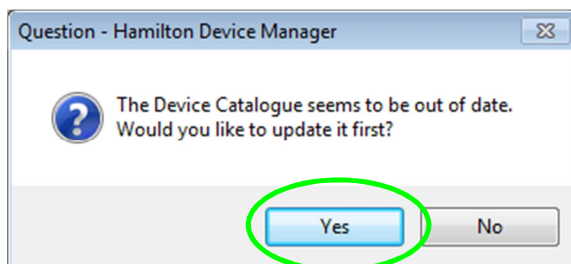 Question - Hamilton Device Manager
The Device Catalogue seems to be out of date.
Would you like to update it first?
Yes
No